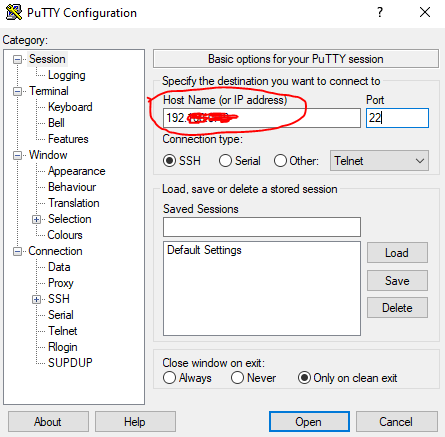 PuTTY Configuration
Category:
Session
Logging
Terminal
Keyboard
Bell
Features
Window
Appearance
Behaviour
Translation
Selection
Colours
Connection
Data
Proxy
SSH
Serial
Telnet
Rlogin
SUPDUP
Basic options for your PuTTY session
Specify the destination you want to connect to
Host Name (or IP address) Port
192. 22
Connection type:
SSH Serial Other: Telnet
Load, save or delete a stored session
Saved Sessions
Default Settings
Load
Save
Delete
Close window on exit:
Always Never Only on clean exit
About Help Open Cancel